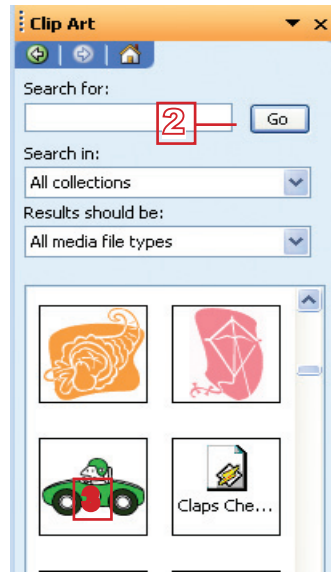 Clip Art
Search for:
2
Go
Search in:
All collections
Results should be:
All media file types
Claps Che...